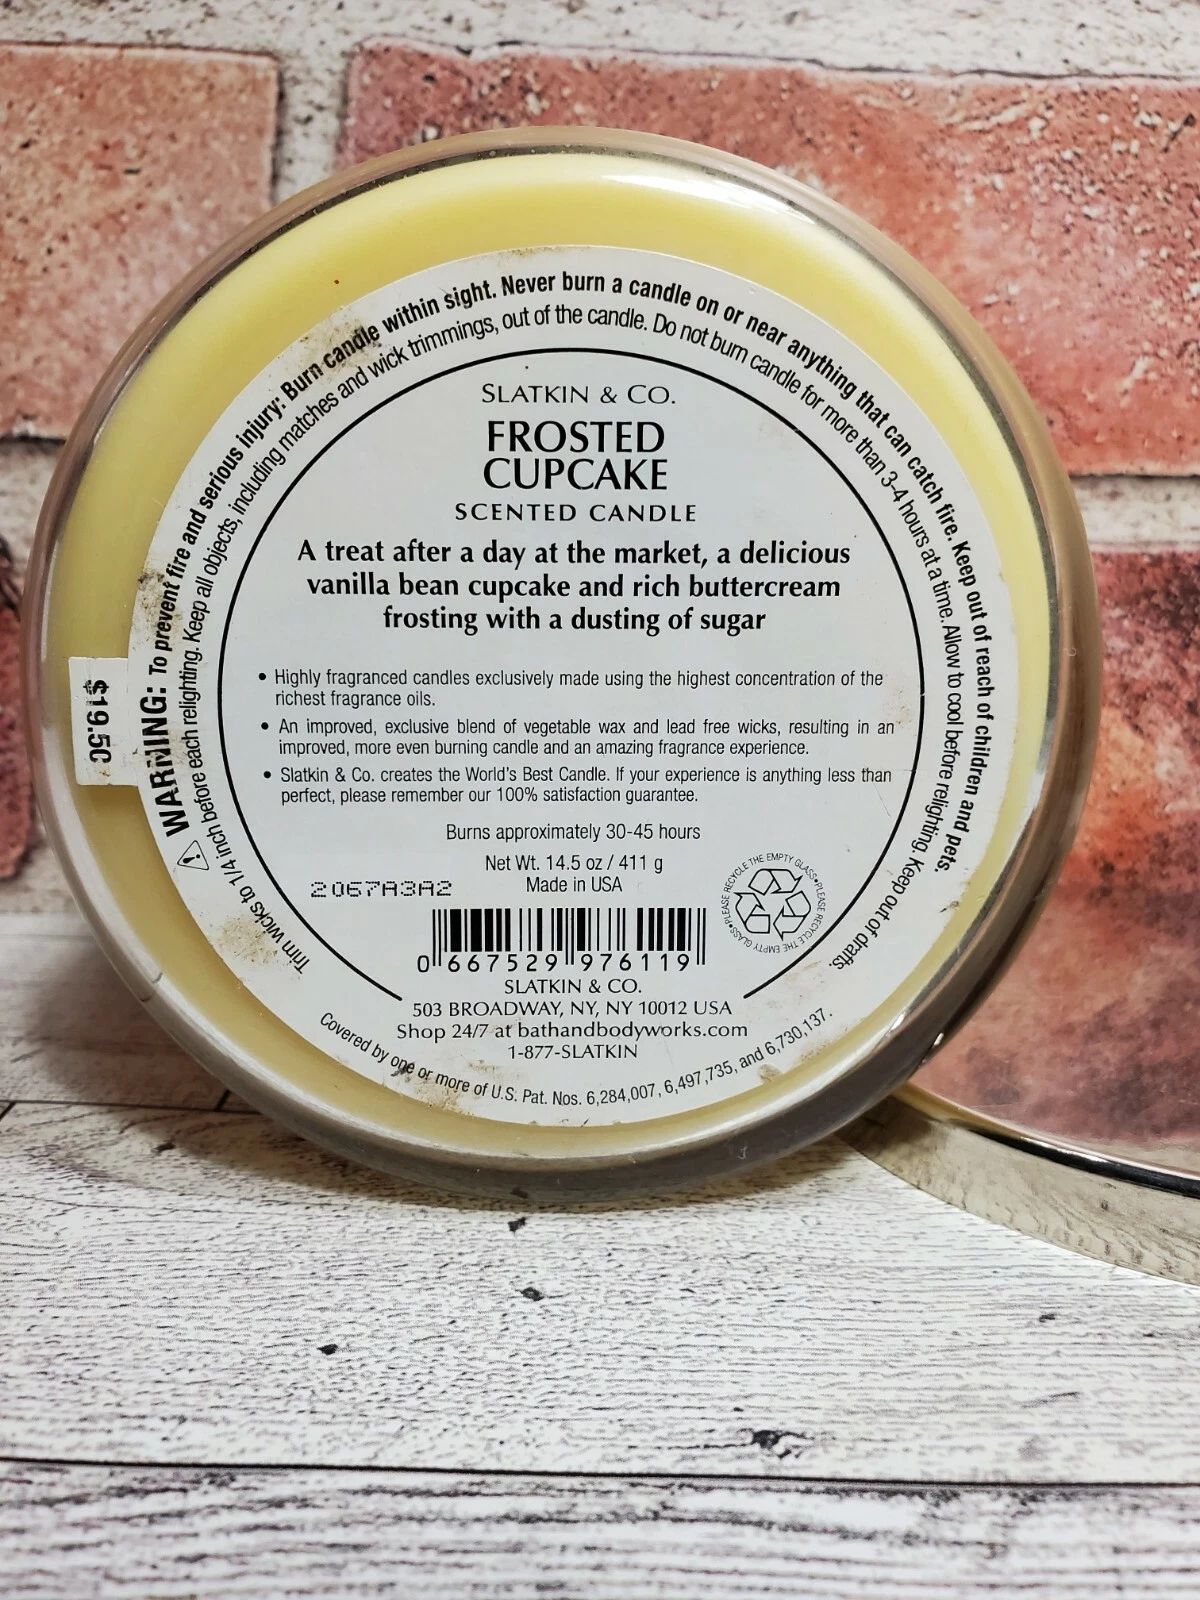 ⚠ WARNING: To prevent fire and serious injury: Burn candle within sight. Never burn a candle on or near anything that can catch fire. Keep out of reach of children and pets.
Trim wicks to 1/4 inch before each relighting. Keep all objects, including matches and wick trimmings, out of the candle. Do not burn candle for more than 3-4 hours at a time. Allow to cool before relighting. Keep out of drafts.
$19.50
SLATKIN & CO.
FROSTED
CUPCAKE
SCENTED CANDLE
A treat after a day at the market, a delicious
vanilla bean cupcake and rich buttercream
frosting with a dusting of sugar
• Highly fragranced candles exclusively made using the highest concentration of the
richest fragrance oils.
• An improved, exclusive blend of vegetable wax and lead free wicks, resulting in an
improved, more even burning candle and an amazing fragrance experience.
• Slatkin & Co. creates the World's Best Candle. If your experience is anything less than
perfect, please remember our 100% satisfaction guarantee.
Burns approximately 30-45 hours
Net Wt. 14.5 oz / 411 g
Made in USA
2067A3A2
PLEASE RECYCLE THE EMPTY GLASS•PLEASE RECYCLE THE EMPTY GLASS•
0 667529 976119
SLATKIN & CO.
503 BROADWAY, NY, NY 10012 USA
Shop 24/7 at bathandbodyworks.com
1-877-SLATKIN
Covered by one or more of U.S. Pat. Nos. 6,284,007, 6,497,735, and 6,730,137.